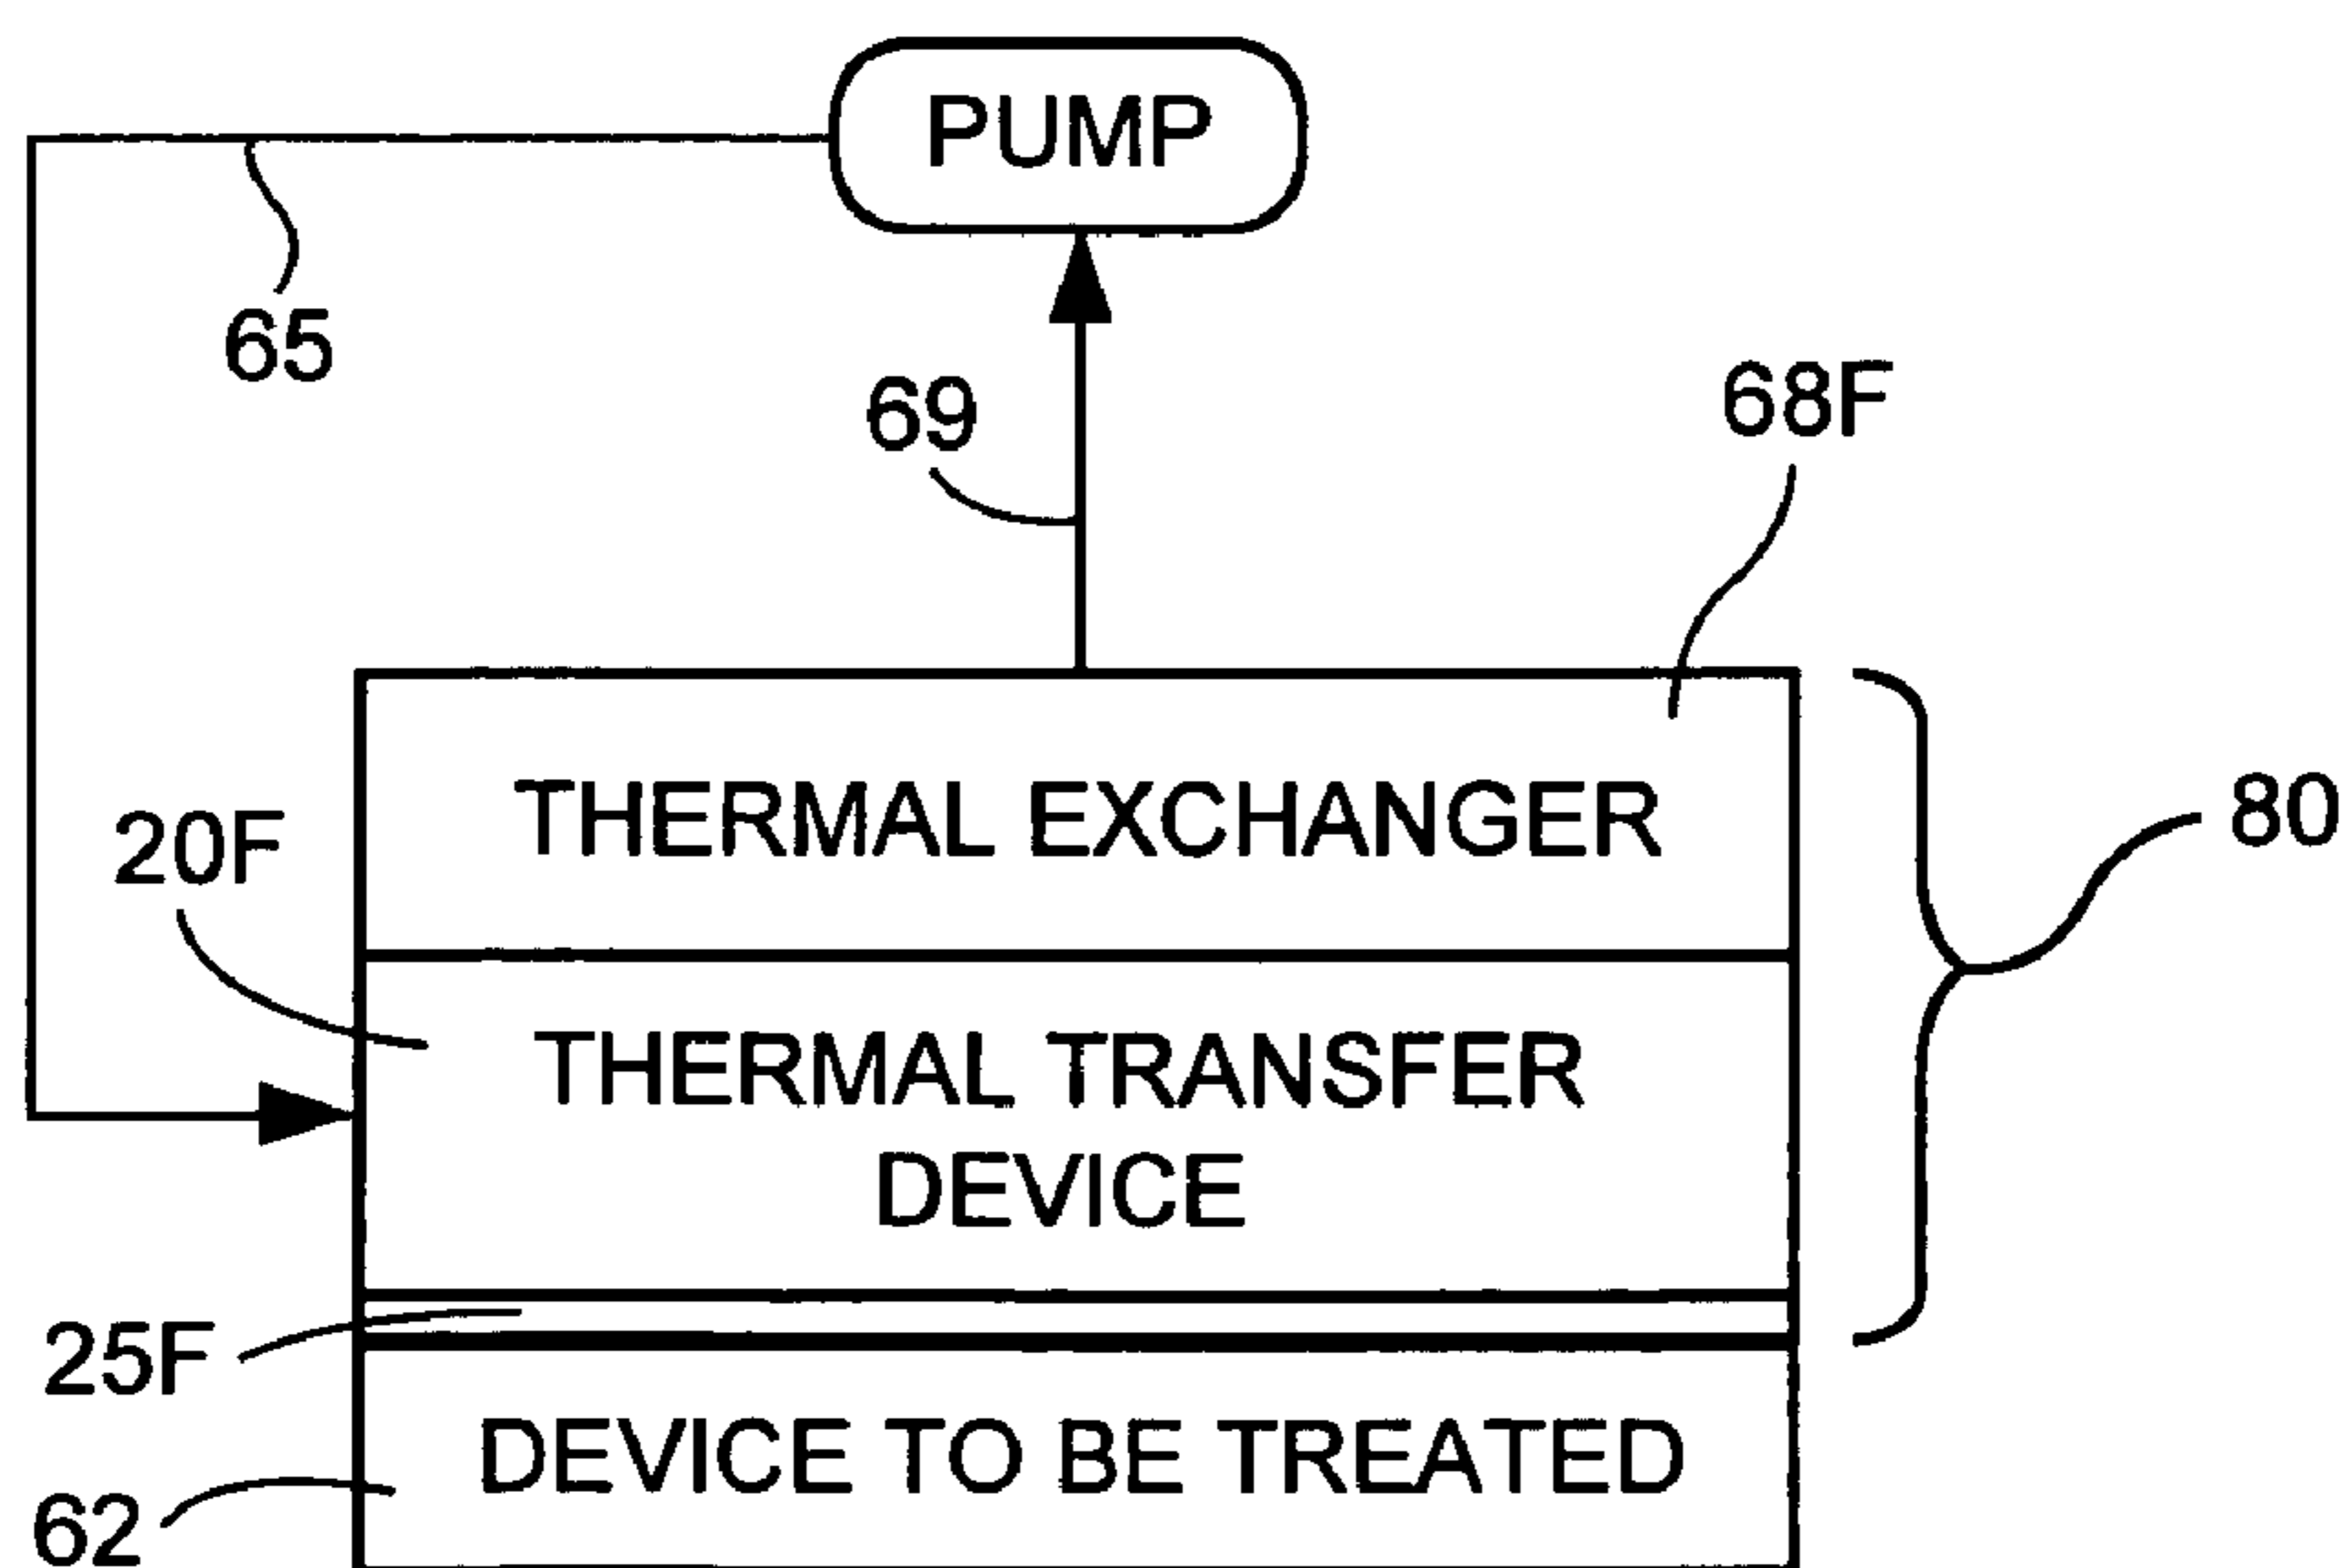 PUMP
65
69
68F
THERMAL EXCHANGER
80
20F
THERMAL TRANSFER
DEVICE
25F
DEVICE TO BE TREATED
62